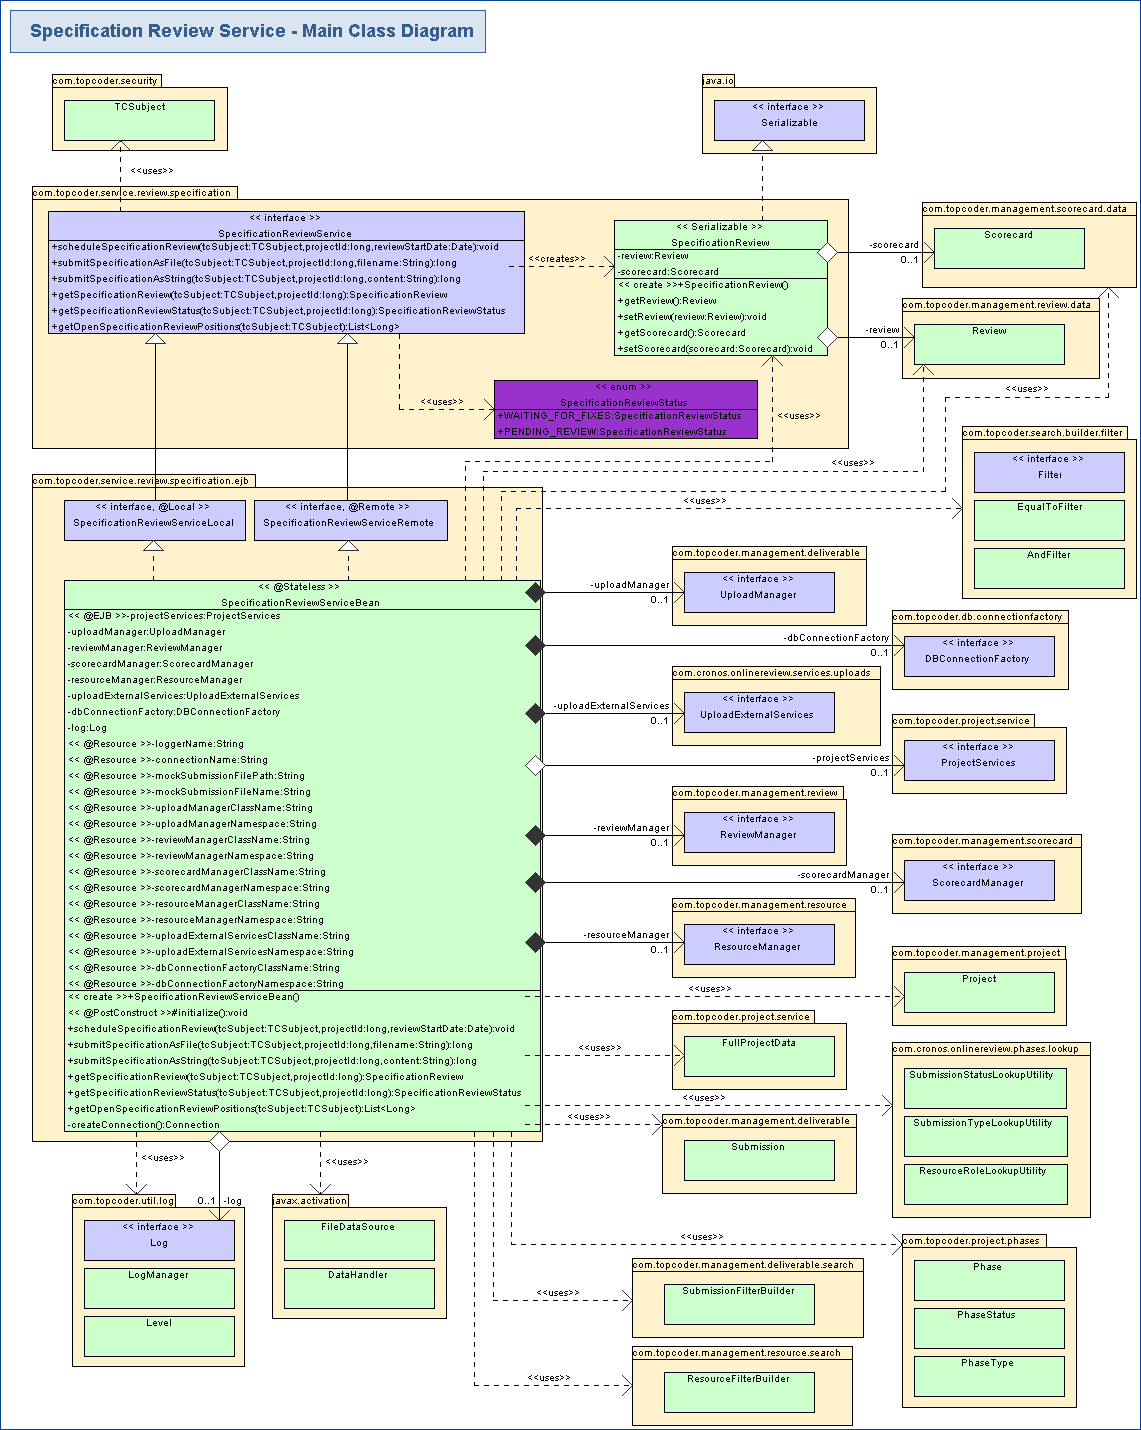 Specification Review Service - Main Class Diagram
com.topcoder.security
TCSubject
<<uses>>
java.io
<< interface >>
Serializable
com.topcoder.service.review.specification
<< interface >>
SpecificationReviewService
+scheduleSpecificationReview(tcSubject:TCSubject,projectId:long,reviewStartDate:Date):void
+submitSpecificationAsFile(tcSubject:TCSubject,projectId:long,filename:String):long
+submitSpecificationAsString(tcSubject:TCSubject,projectId:long,content:String):long
+getSpecificationReview(tcSubject:TCSubject,projectId:long):SpecificationReview
+getSpecificationReviewStatus(tcSubject:TCSubject,projectId:long):SpecificationReviewStatus
+getOpenSpecificationReviewPositions(tcSubject:TCSubject):List<Long>
<<creates>>
<< Serializable >>
SpecificationReview
-review:Review
-scorecard:Scorecard
<< create >>+SpecificationReview()
+getReview():Review
+setReview(review:Review):void
+getScorecard():Scorecard
+setScorecard(scorecard:Scorecard):void
-scorecard
0..1
com.topcoder.management.scorecard.data
Scorecard
-review
0..1
com.topcoder.management.review.data
Review
<<uses>>
<< enum >>
SpecificationReviewStatus
+WAITING_FOR_FIXES:SpecificationReviewStatus
+PENDING_REVIEW:SpecificationReviewStatus
<<uses>>
<<uses>>
<<uses>>
<<uses>>
com.topcoder.search.builder.filter
<< interface >>
Filter
EqualToFilter
AndFilter
com.topcoder.service.review.specification.ejb
<< interface, @Local >>
SpecificationReviewServiceLocal
<< interface, @Remote >>
SpecificationReviewServiceRemote
<< @Stateless >>
SpecificationReviewServiceBean
<< @EJB >>-projectServices:ProjectServices
-uploadManager:UploadManager
-reviewManager:ReviewManager
-scorecardManager:ScorecardManager
-resourceManager:ResourceManager
-uploadExternalServices:UploadExternalServices
-dbConnectionFactory:DBConnectionFactory
-log:Log
<< @Resource >>-loggerName:String
<< @Resource >>-connectionName:String
<< @Resource >>-mockSubmissionFilePath:String
<< @Resource >>-mockSubmissionFileName:String
<< @Resource >>-uploadManagerClassName:String
<< @Resource >>-uploadManagerNamespace:String
<< @Resource >>-reviewManagerClassName:String
<< @Resource >>-reviewManagerNamespace:String
<< @Resource >>-scorecardManagerClassName:String
<< @Resource >>-scorecardManagerNamespace:String
<< @Resource >>-resourceManagerClassName:String
<< @Resource >>-resourceManagerNamespace:String
<< @Resource >>-uploadExternalServicesClassName:String
<< @Resource >>-uploadExternalServicesNamespace:String
<< @Resource >>-dbConnectionFactoryClassName:String
<< @Resource >>-dbConnectionFactoryNamespace:String
<< create >>+SpecificationReviewServiceBean()
<< @PostConstruct >>#initialize():void
+scheduleSpecificationReview(tcSubject:TCSubject,projectId:long,reviewStartDate:Date):void
+submitSpecificationAsFile(tcSubject:TCSubject,projectId:long,filename:String):long
+submitSpecificationAsString(tcSubject:TCSubject,projectId:long,content:String):long
+getSpecificationReview(tcSubject:TCSubject,projectId:long):SpecificationReview
+getSpecificationReviewStatus(tcSubject:TCSubject,projectId:long):SpecificationReviewStatus
+getOpenSpecificationReviewPositions(tcSubject:TCSubject):List<Long>
-createConnection():Connection
-uploadManager
0..1
com.topcoder.management.deliverable
<< interface >>
UploadManager
-dbConnectionFactory
0..1
com.topcoder.db.connectionfactory
<< interface >>
DBConnectionFactory
-uploadExternalServices
0..1
com.cronos.onlinereview.services.uploads
<< interface >>
UploadExternalServices
-projectServices
0..1
com.topcoder.project.service
<< interface >>
ProjectServices
-reviewManager
0..1
com.topcoder.management.review
<< interface >>
ReviewManager
-scorecardManager
0..1
com.topcoder.management.scorecard
<< interface >>
ScorecardManager
-resourceManager
0..1
com.topcoder.management.resource
<< interface >>
ResourceManager
<<uses>>
com.topcoder.management.project
Project
<<uses>>
com.topcoder.project.service
FullProjectData
<<uses>>
com.cronos.onlinereview.phases.lookup
SubmissionStatusLookupUtility
SubmissionTypeLookupUtility
ResourceRoleLookupUtility
<<uses>>
com.topcoder.management.deliverable
Submission
<<uses>>
<<uses>>
0..1
-log
com.topcoder.util.log
<< interface >>
Log
LogManager
Level
javax.activation
FileDataSource
DataHandler
<<uses>>
com.topcoder.project.phases
Phase
PhaseStatus
PhaseType
<<uses>>
com.topcoder.management.deliverable.search
SubmissionFilterBuilder
<<uses>>
com.topcoder.management.resource.search
ResourceFilterBuilder